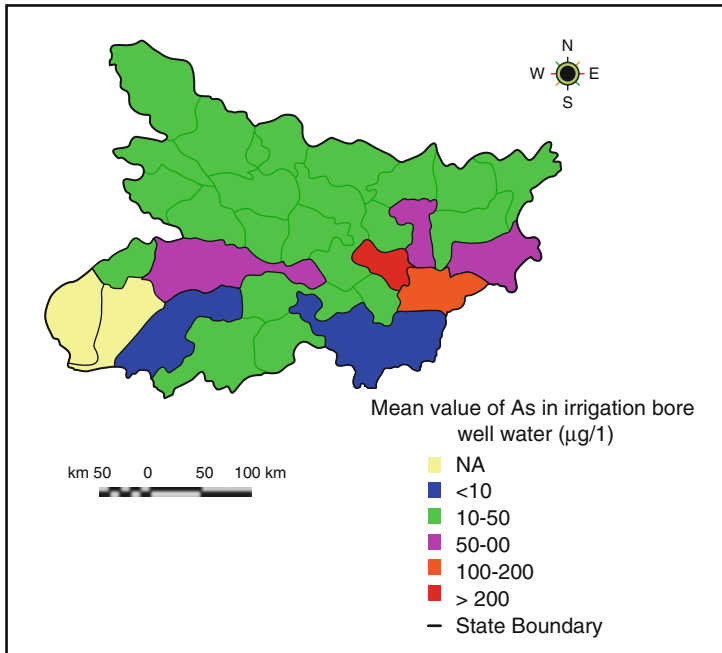 N
W E
S
Mean value of As in irrigation bore
well water (µg/1)
km 50 0 50 100 km
NA
<10
10-50
50-00
100-200
> 200
State Boundary